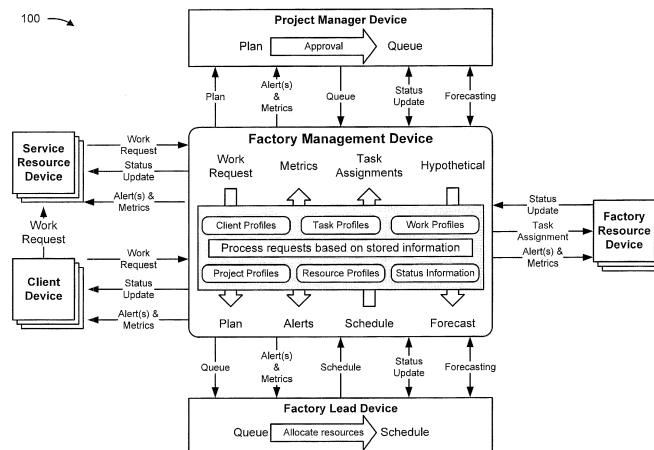 100
Project Manager Device
Plan Approval Queue
Plan
Alert(s) & Metrics
Queue
Status Update
Forecasting
Factory Management Device
Work Request
Metrics
Task Assignments
Hypothetical
Client Profiles
Task Profiles
Work Profiles
Process requests based on stored information
Project Profiles
Resource Profiles
Status Information
Plan
Alerts
Schedule
Forecast
Service Resource Device
Work Request
Status Update
Alert(s) & Metrics
Work Request
Client Device
Work Request
Status Update
Alert(s) & Metrics
Status Update
Task Assignment
Alert(s) & Metrics
Factory Resource Device
Queue
Alert(s) & Metrics
Schedule
Status Update
Forecasting
Factory Lead Device
Queue Allocate resources Schedule